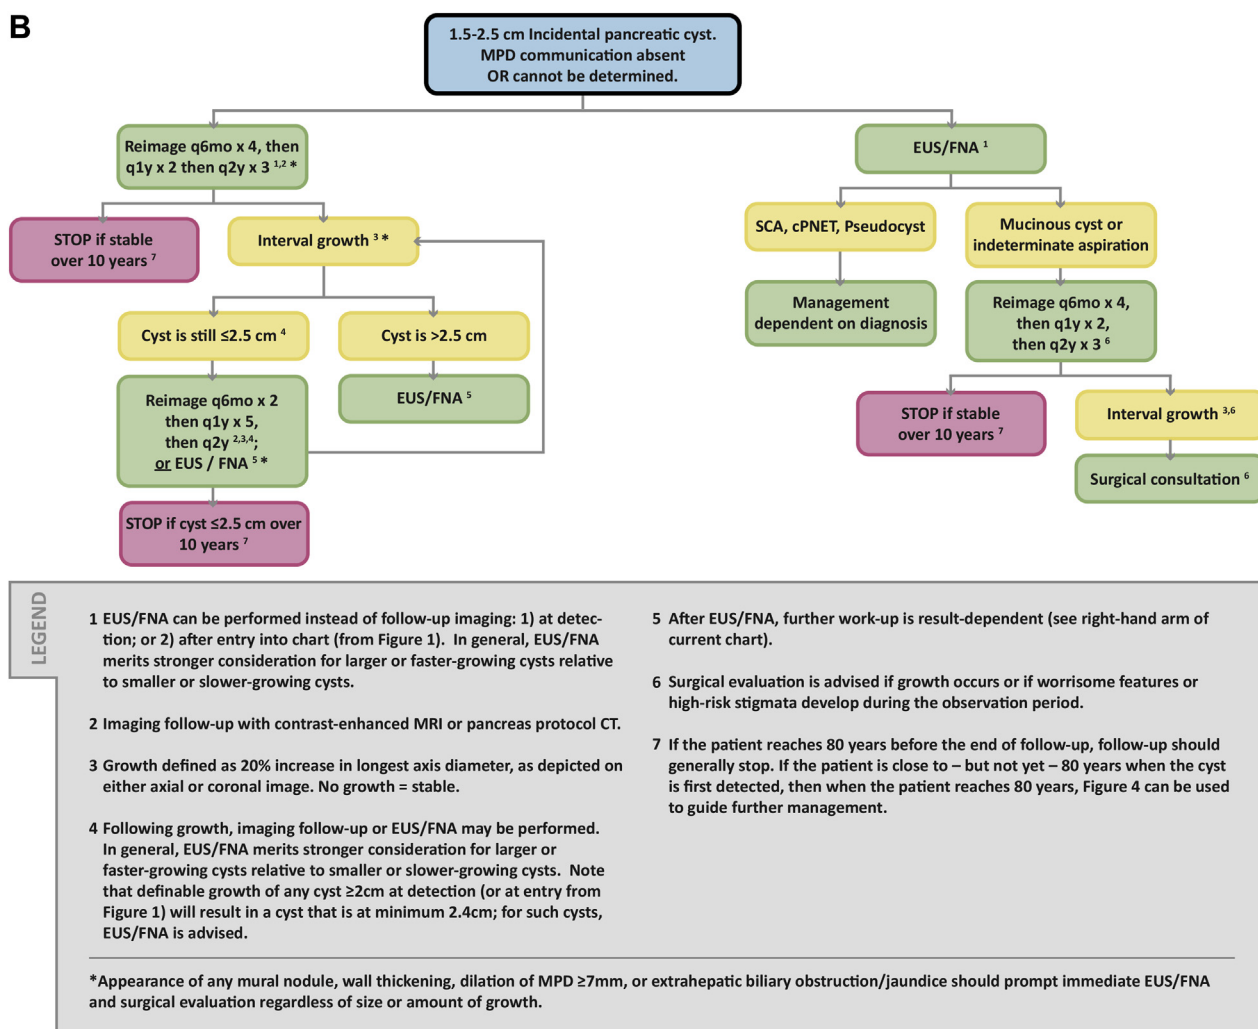 B
1.5-2.5 cm Incidental pancreatic cyst.
MPD communication absent
OR cannot be determined.
Reimage q6mo x 4, then
q1y x 2 then q2y x 3 1,2 *
EUS/FNA 1
STOP if stable
over 10 years 7
Interval growth 3 *
SCA, cPNET, Pseudocyst
Mucinous cyst or
indeterminate aspiration
Cyst is still ≤2.5 cm 4
Cyst is >2.5 cm
Management
dependent on diagnosis
Reimage q6mo x 4,
then q1y x 2,
then q2y x 3 6
Reimage q6mo x 2
then q1y x 5,
then q2y 2,3,4;
or EUS / FNA 5 *
EUS/FNA 5
STOP if stable
over 10 years 7
Interval growth 3,6
Surgical consultation 6
STOP if cyst ≤2.5 cm over
10 years 7
LEGEND
1 EUS/FNA can be performed instead of follow-up imaging: 1) at detec-
tion; or 2) after entry into chart (from Figure 1). In general, EUS/FNA
merits stronger consideration for larger or faster-growing cysts relative
to smaller or slower-growing cysts.
2 Imaging follow-up with contrast-enhanced MRI or pancreas protocol CT.
3 Growth defined as 20% increase in longest axis diameter, as depicted on
either axial or coronal image. No growth = stable.
4 Following growth, imaging follow-up or EUS/FNA may be performed.
In general, EUS/FNA merits stronger consideration for larger or
faster-growing cysts relative to smaller or slower-growing cysts. Note
that definable growth of any cyst ≥2cm at detection (or at entry from
Figure 1) will result in a cyst that is at minimum 2.4cm; for such cysts,
EUS/FNA is advised.
5 After EUS/FNA, further work-up is result-dependent (see right-hand arm of
current chart).
6 Surgical evaluation is advised if growth occurs or if worrisome features or
high-risk stigmata develop during the observation period.
7 If the patient reaches 80 years before the end of follow-up, follow-up should
generally stop. If the patient is close to – but not yet – 80 years when the cyst
is first detected, then when the patient reaches 80 years, Figure 4 can be used
to guide further management.
*Appearance of any mural nodule, wall thickening, dilation of MPD ≥7mm, or extrahepatic biliary obstruction/jaundice should prompt immediate EUS/FNA
and surgical evaluation regardless of size or amount of growth.